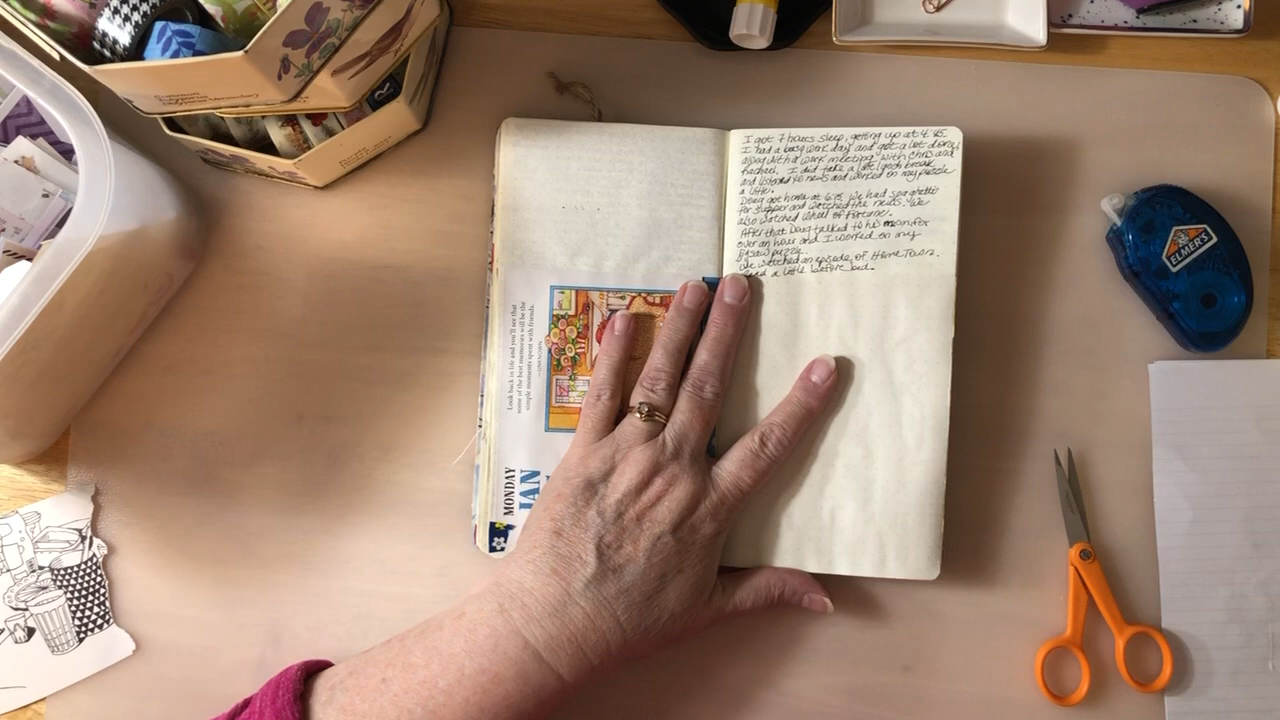 I got 7 hours sleep, getting up at 4:45.
I had a busy work day and got a lot done,
along with a work meeting with Chris and
Rachael. I did take a late lunch break
and listened to news and worked on my puzzle
a little.
Doug got home at 6:15. We had spaghetti
for supper and watched the news. We
also watched Wheel of Fortune.
After that Doug talked to his mom for
over an hour and I worked on my
jigsaw puzzle.
We watched an episode of Home Town.
a little before bed.
Look back in life and you'll see that
some of the best memories will be the
simple moments spent with friends.
—UNKNOWN
MONDAY
JAN
ELMER'S